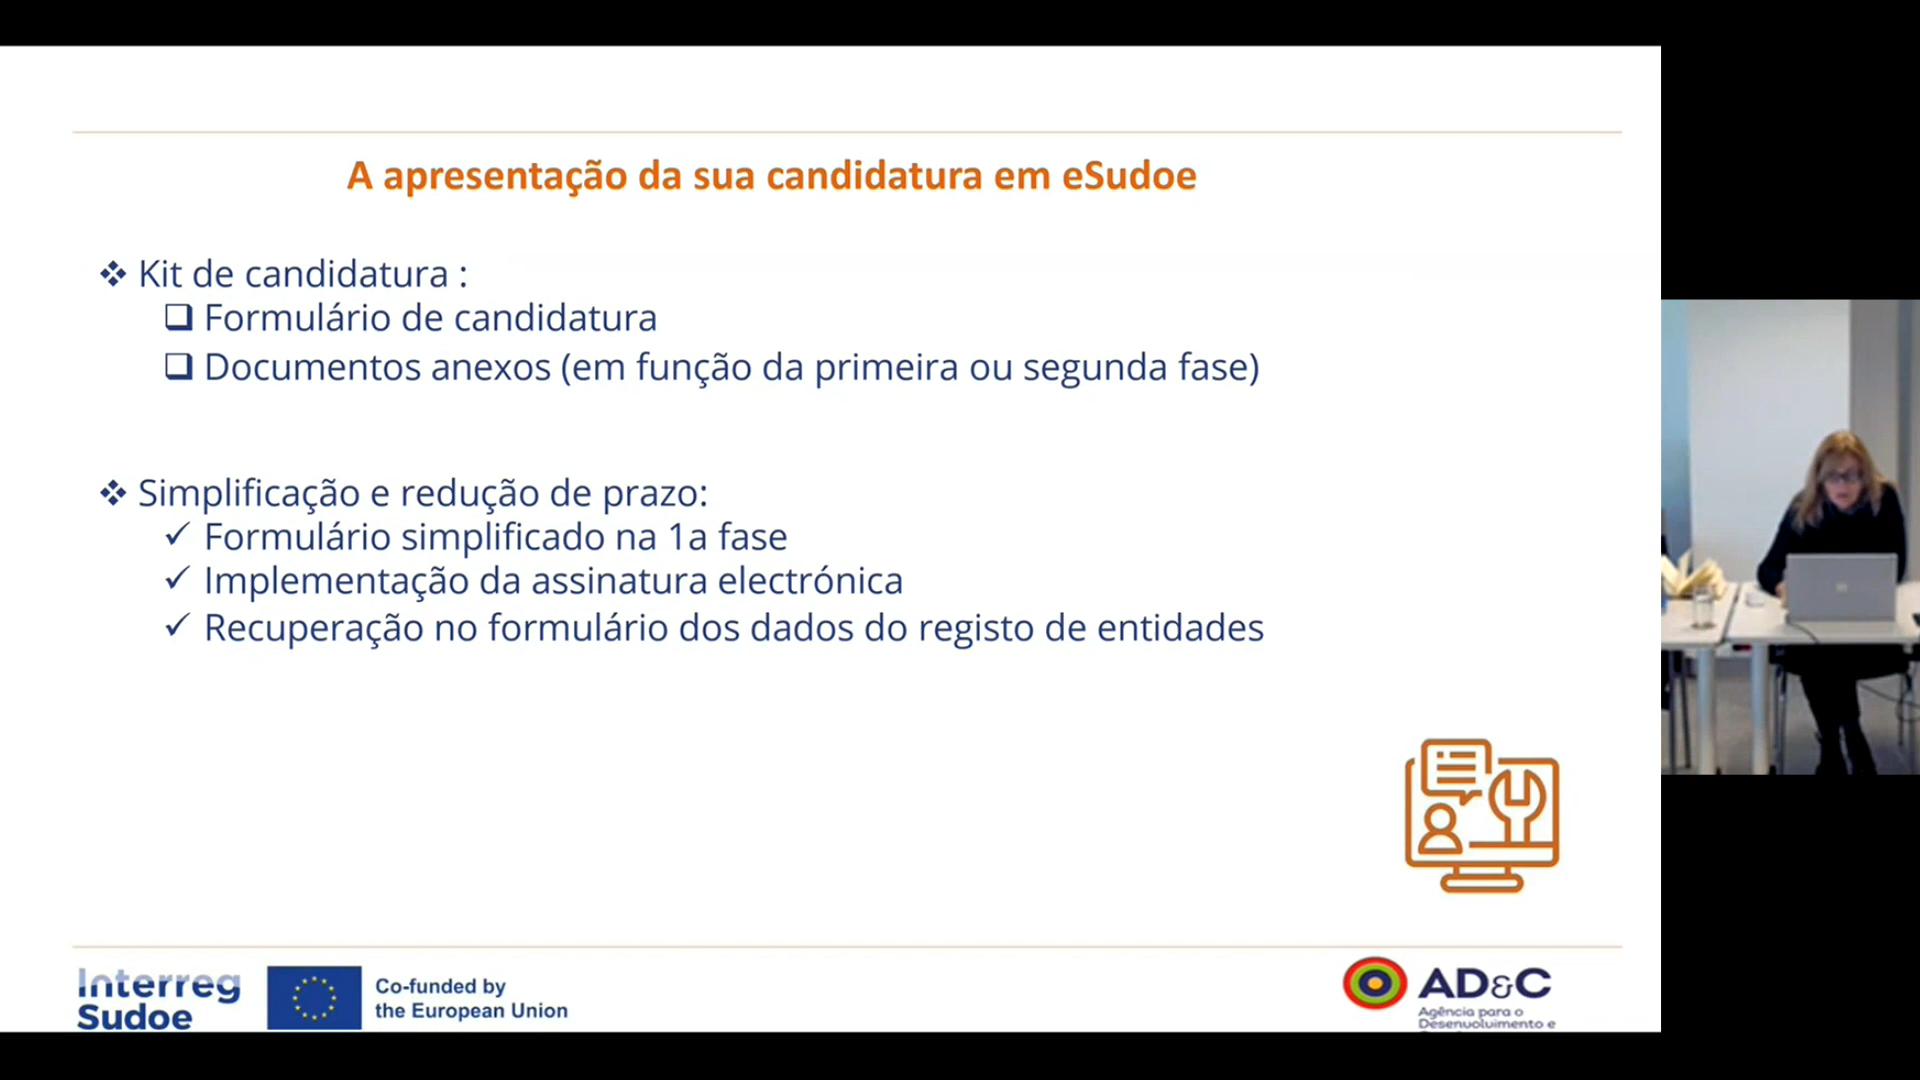 A apresentação da sua candidatura em eSudoe
Kit de candidatura :
Formulário de candidatura
Documentos anexos (em função da primeira ou segunda fase)
Simplificação e redução de prazo:
Formulário simplificado na 1a fase
Implementação da assinatura electrónica
Recuperação no formulário dos dados do registo de entidades
Interreg
Sudoe
Co-funded by
the European Union
AD&C
Agência para o
Desenvolvimento e